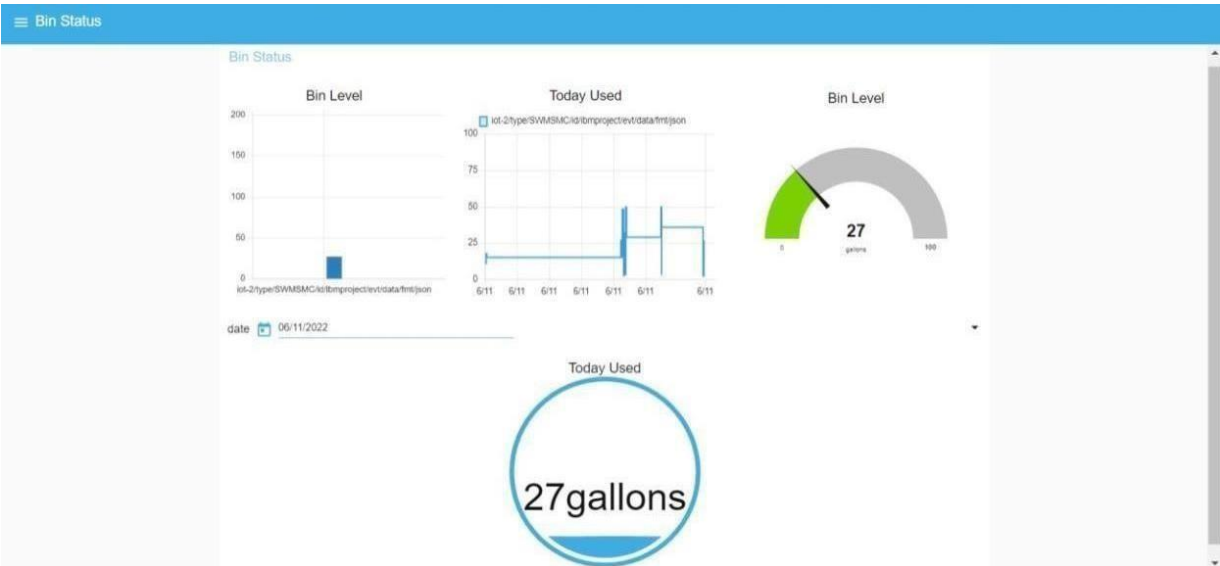 Bin Status
Bin Status
Bin Level
200
150
100
50
0
iot-2/type/SWMSMC/id/ibmproject/evt/data/fmt/json
Today Used
iot-2/type/SWMSMC/id/ibmproject/evt/data/fmt/json
100
75
50
25
0
6/11 6/11 6/11 6/11 6/11 6/11 6/11
Bin Level
27
gallons
0 100
date 06/11/2022
Today Used
27gallons